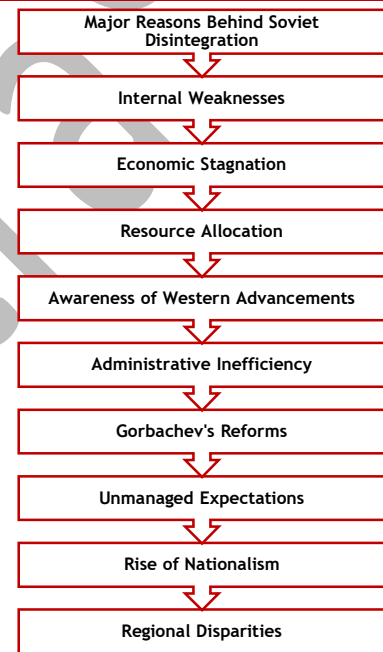 Major Reasons Behind Soviet
Disintegration
Internal Weaknesses
Economic Stagnation
Resource Allocation
Awareness of Western Advancements
Administrative Inefficiency
Gorbachev's Reforms
Unmanaged Expectations
Rise of Nationalism
Regional Disparities